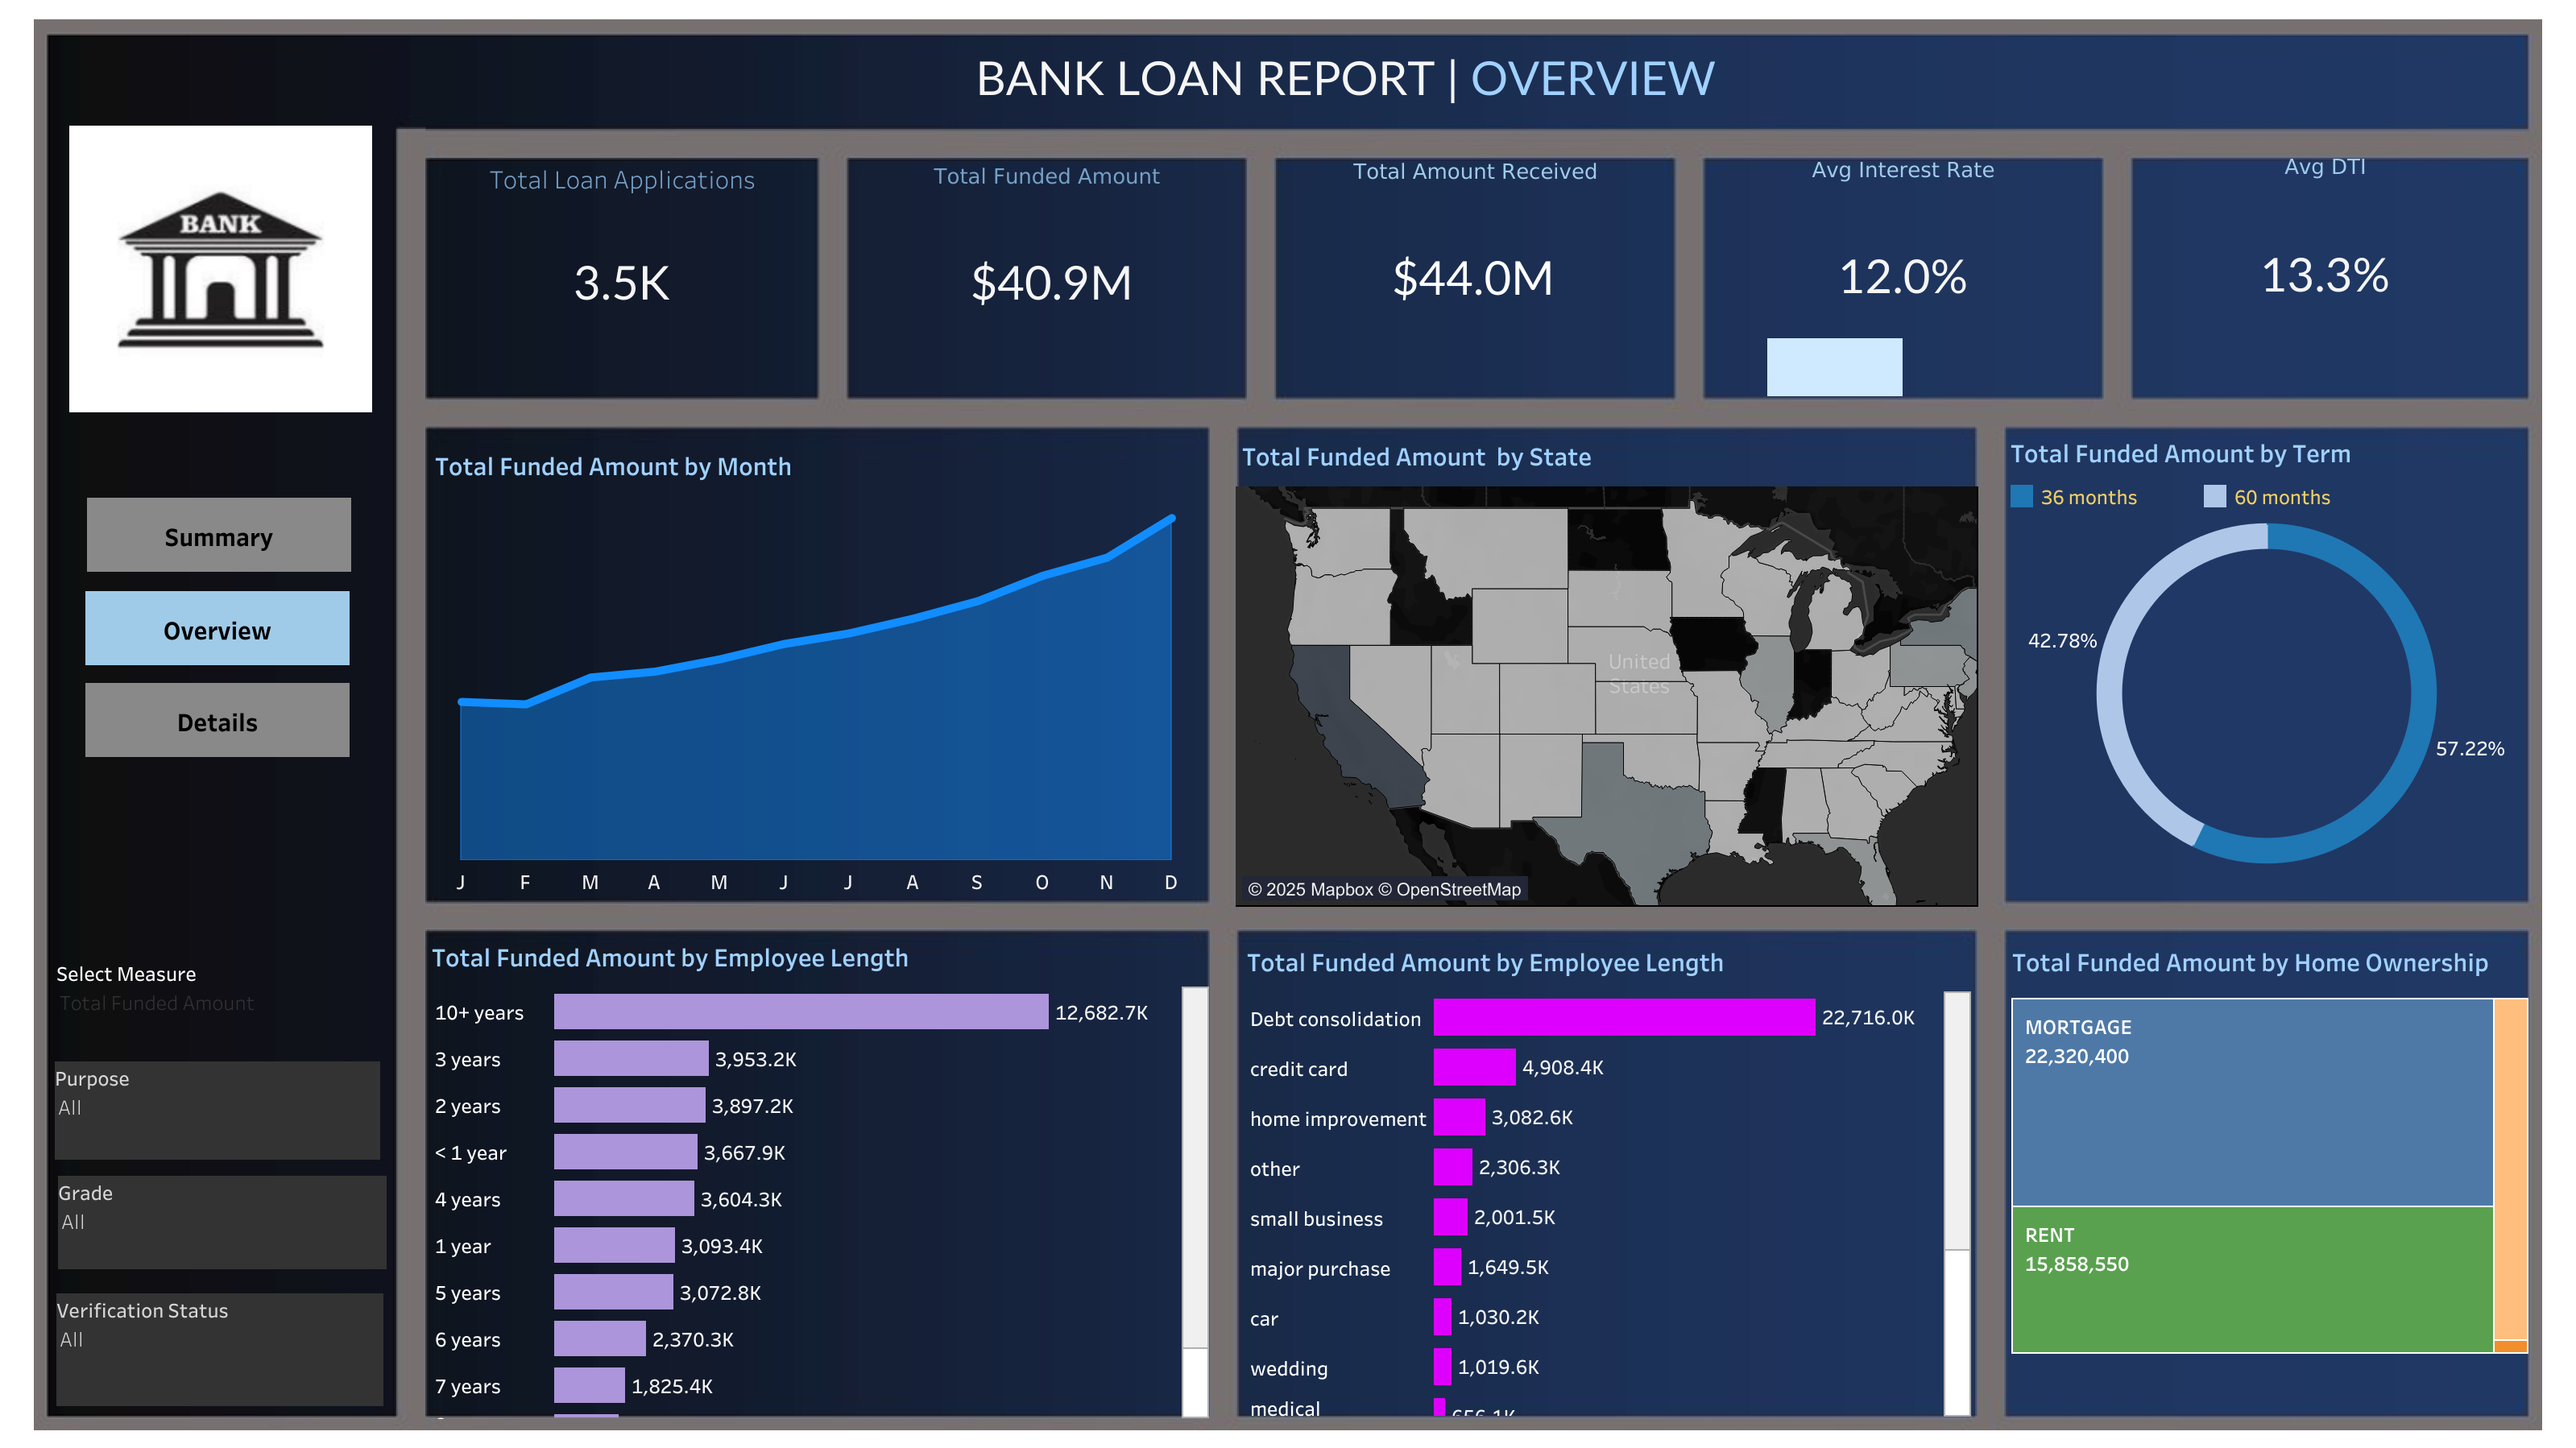 BANK LOAN REPORT | OVERVIEW
BANK
Total Loan Applications
3.5K
Total Funded Amount
$40.9M
Total Amount Received
$44.0M
Avg Interest Rate
12.0%
Avg DTI
13.3%
Summary
Overview
Details
Select Measure
Total Funded Amount
Purpose
All
Grade
All
Verification Status
All
Total Funded Amount by Month
J F M A M J J A S O N D
Total Funded Amount by State
United
States
© 2025 Mapbox © OpenStreetMap
Total Funded Amount by Term
36 months 60 months
42.78%
57.22%
Total Funded Amount by Employee Length
10+ years 12,682.7K
3 years 3,953.2K
2 years 3,897.2K
< 1 year 3,667.9K
4 years 3,604.3K
1 year 3,093.4K
5 years 3,072.8K
6 years 2,370.3K
7 years 1,825.4K
Total Funded Amount by Employee Length
Debt consolidation 22,716.0K
credit card 4,908.4K
home improvement 3,082.6K
other 2,306.3K
small business 2,001.5K
major purchase 1,649.5K
car 1,030.2K
wedding 1,019.6K
medical
Total Funded Amount by Home Ownership
MORTGAGE
22,320,400
RENT
15,858,550